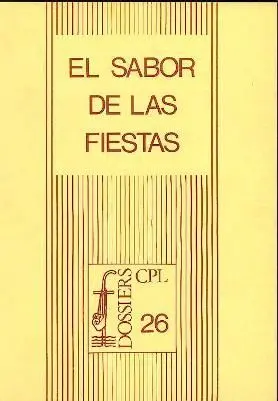 EL SABOR
DE LAS
FIESTAS
DOSSIERS
CPL
26